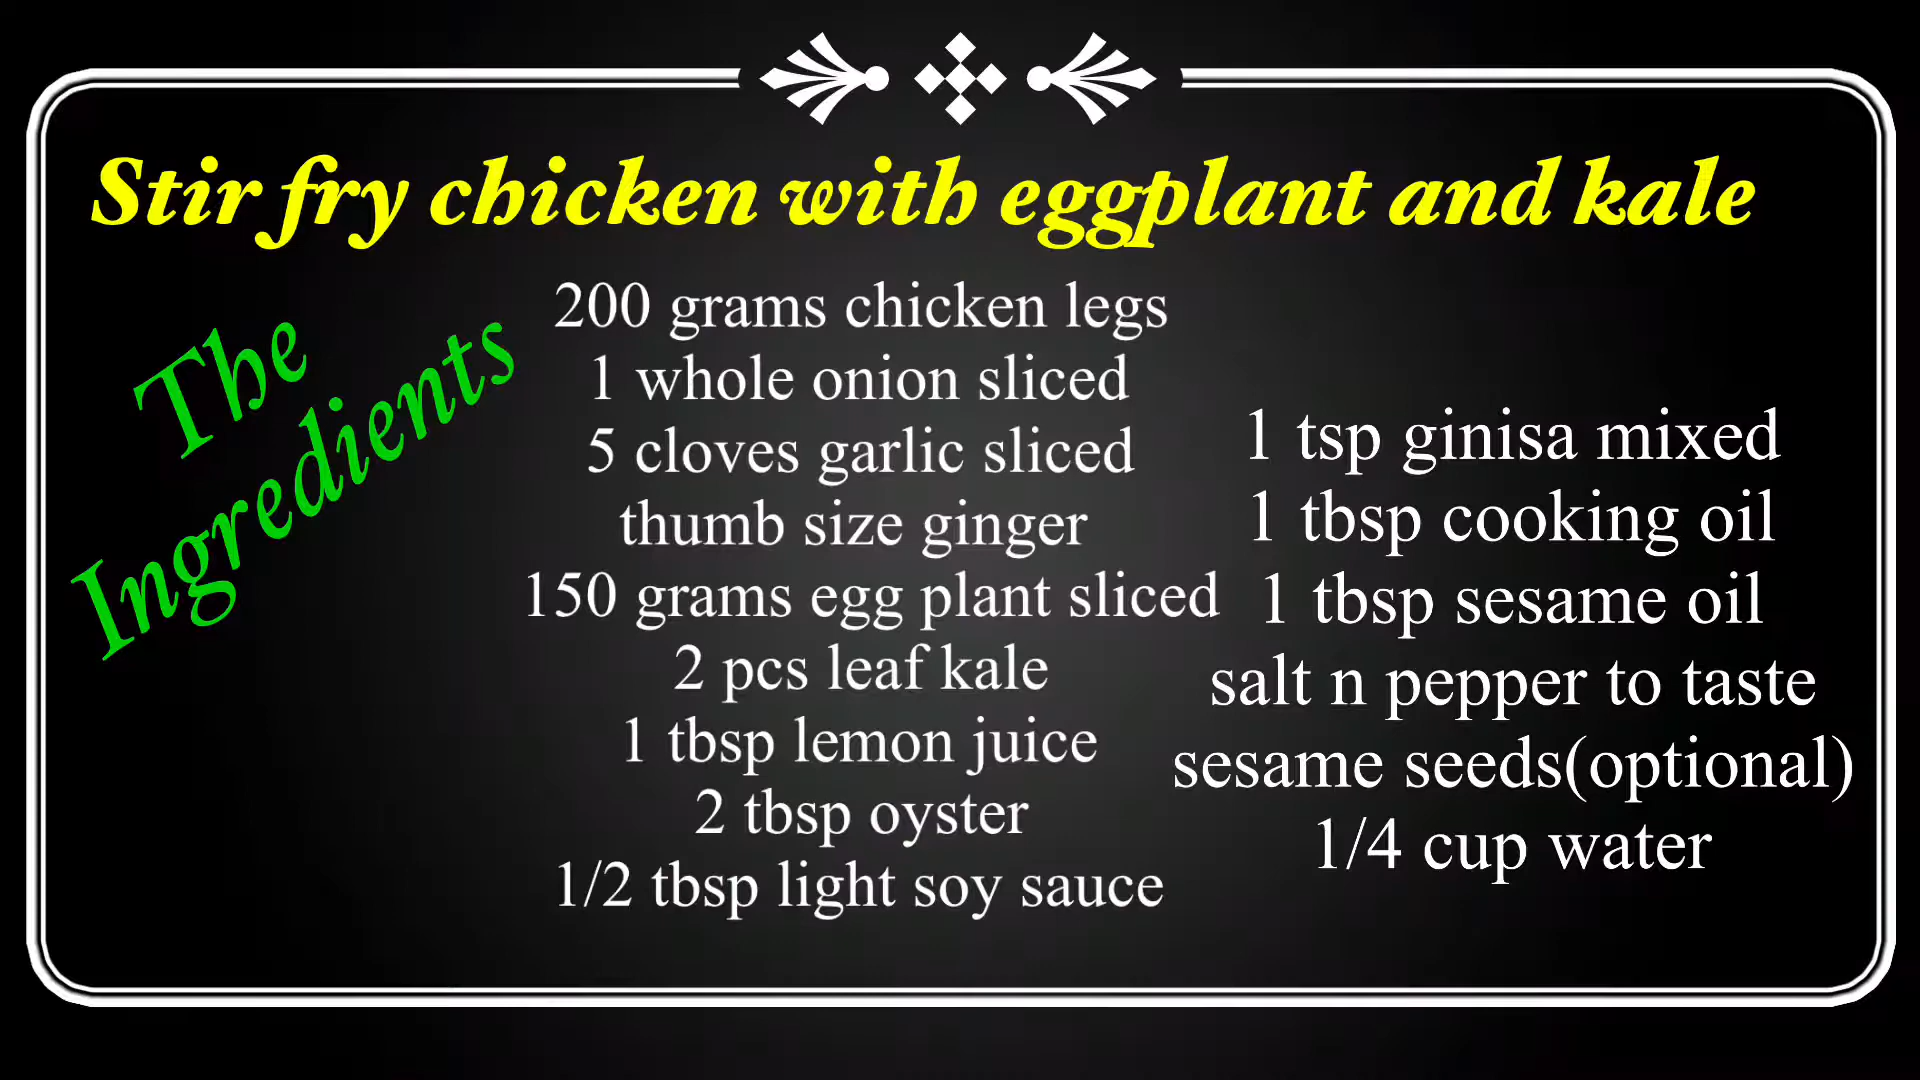 Stir fry chicken with eggplant and kale
The
Ingredients
200 grams chicken legs
1 whole onion sliced
5 cloves garlic sliced
thumb size ginger
150 grams egg plant sliced
2 pcs leaf kale
1 tbsp lemon juice
2 tbsp oyster
1/2 tbsp light soy sauce
1 tsp ginisa mixed
1 tbsp cooking oil
1 tbsp sesame oil
salt n pepper to taste
sesame seeds(optional)
1/4 cup water